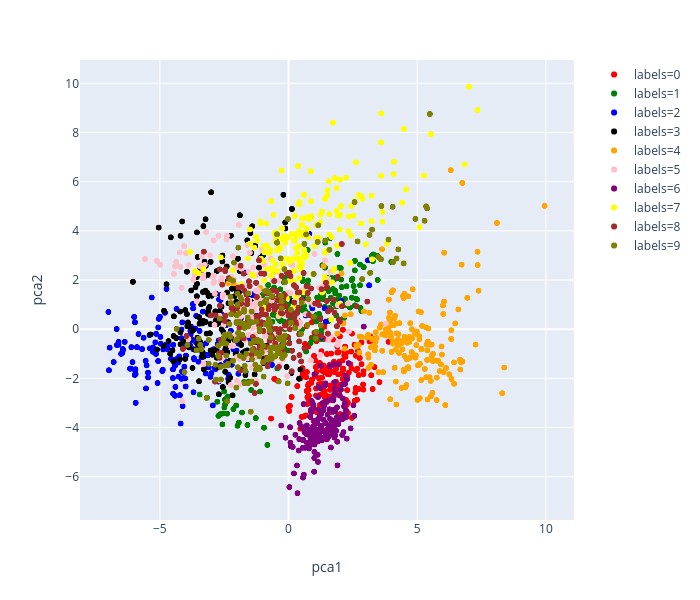 10
8
6
4
2
0
−2
−4
−6
−5
0
5
10
pca1
pca2
labels=0
labels=1
labels=2
labels=3
labels=4
labels=5
labels=6
labels=7
labels=8
labels=9